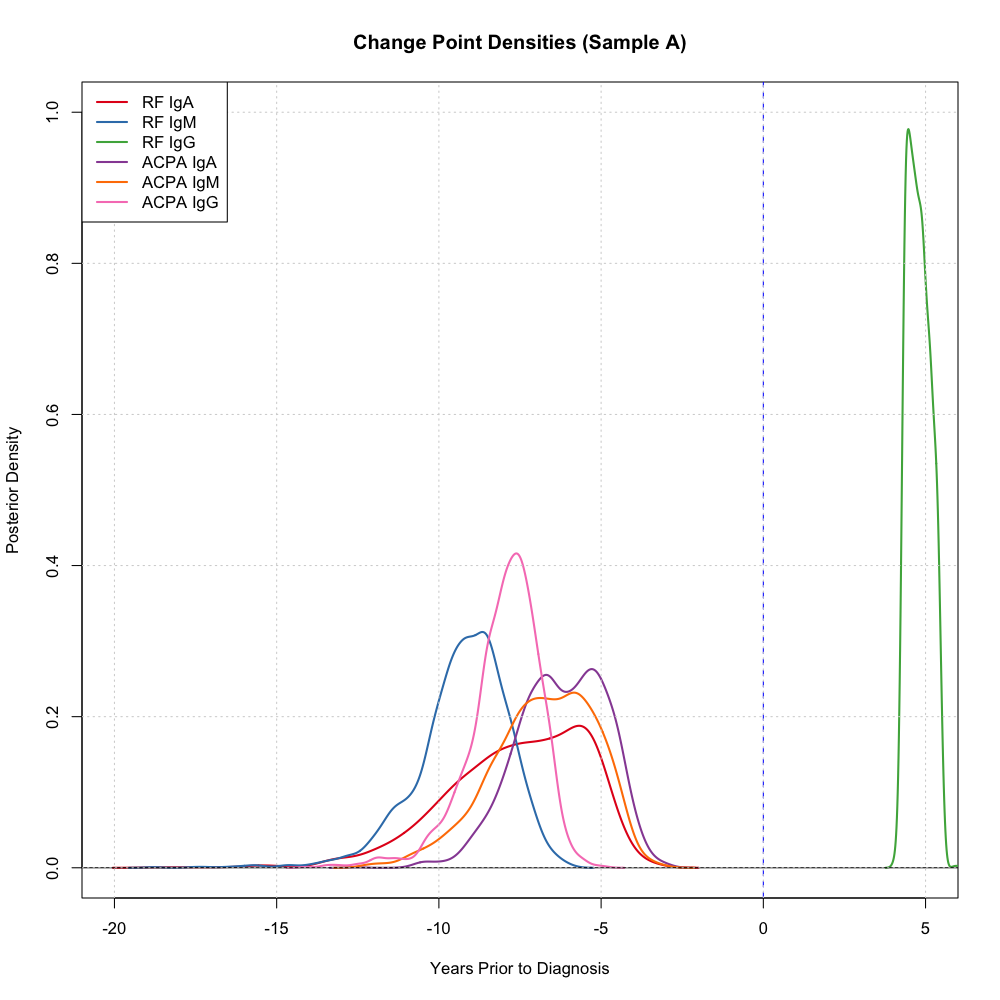 Change Point Densities (Sample A)
RF IgA
RF IgM
RF IgG
ACPA IgA
ACPA IgM
ACPA IgG
Posterior Density
1.0
0.8
0.6
0.4
0.2
0.0
-20 -15 -10 -5 0 5
Years Prior to Diagnosis